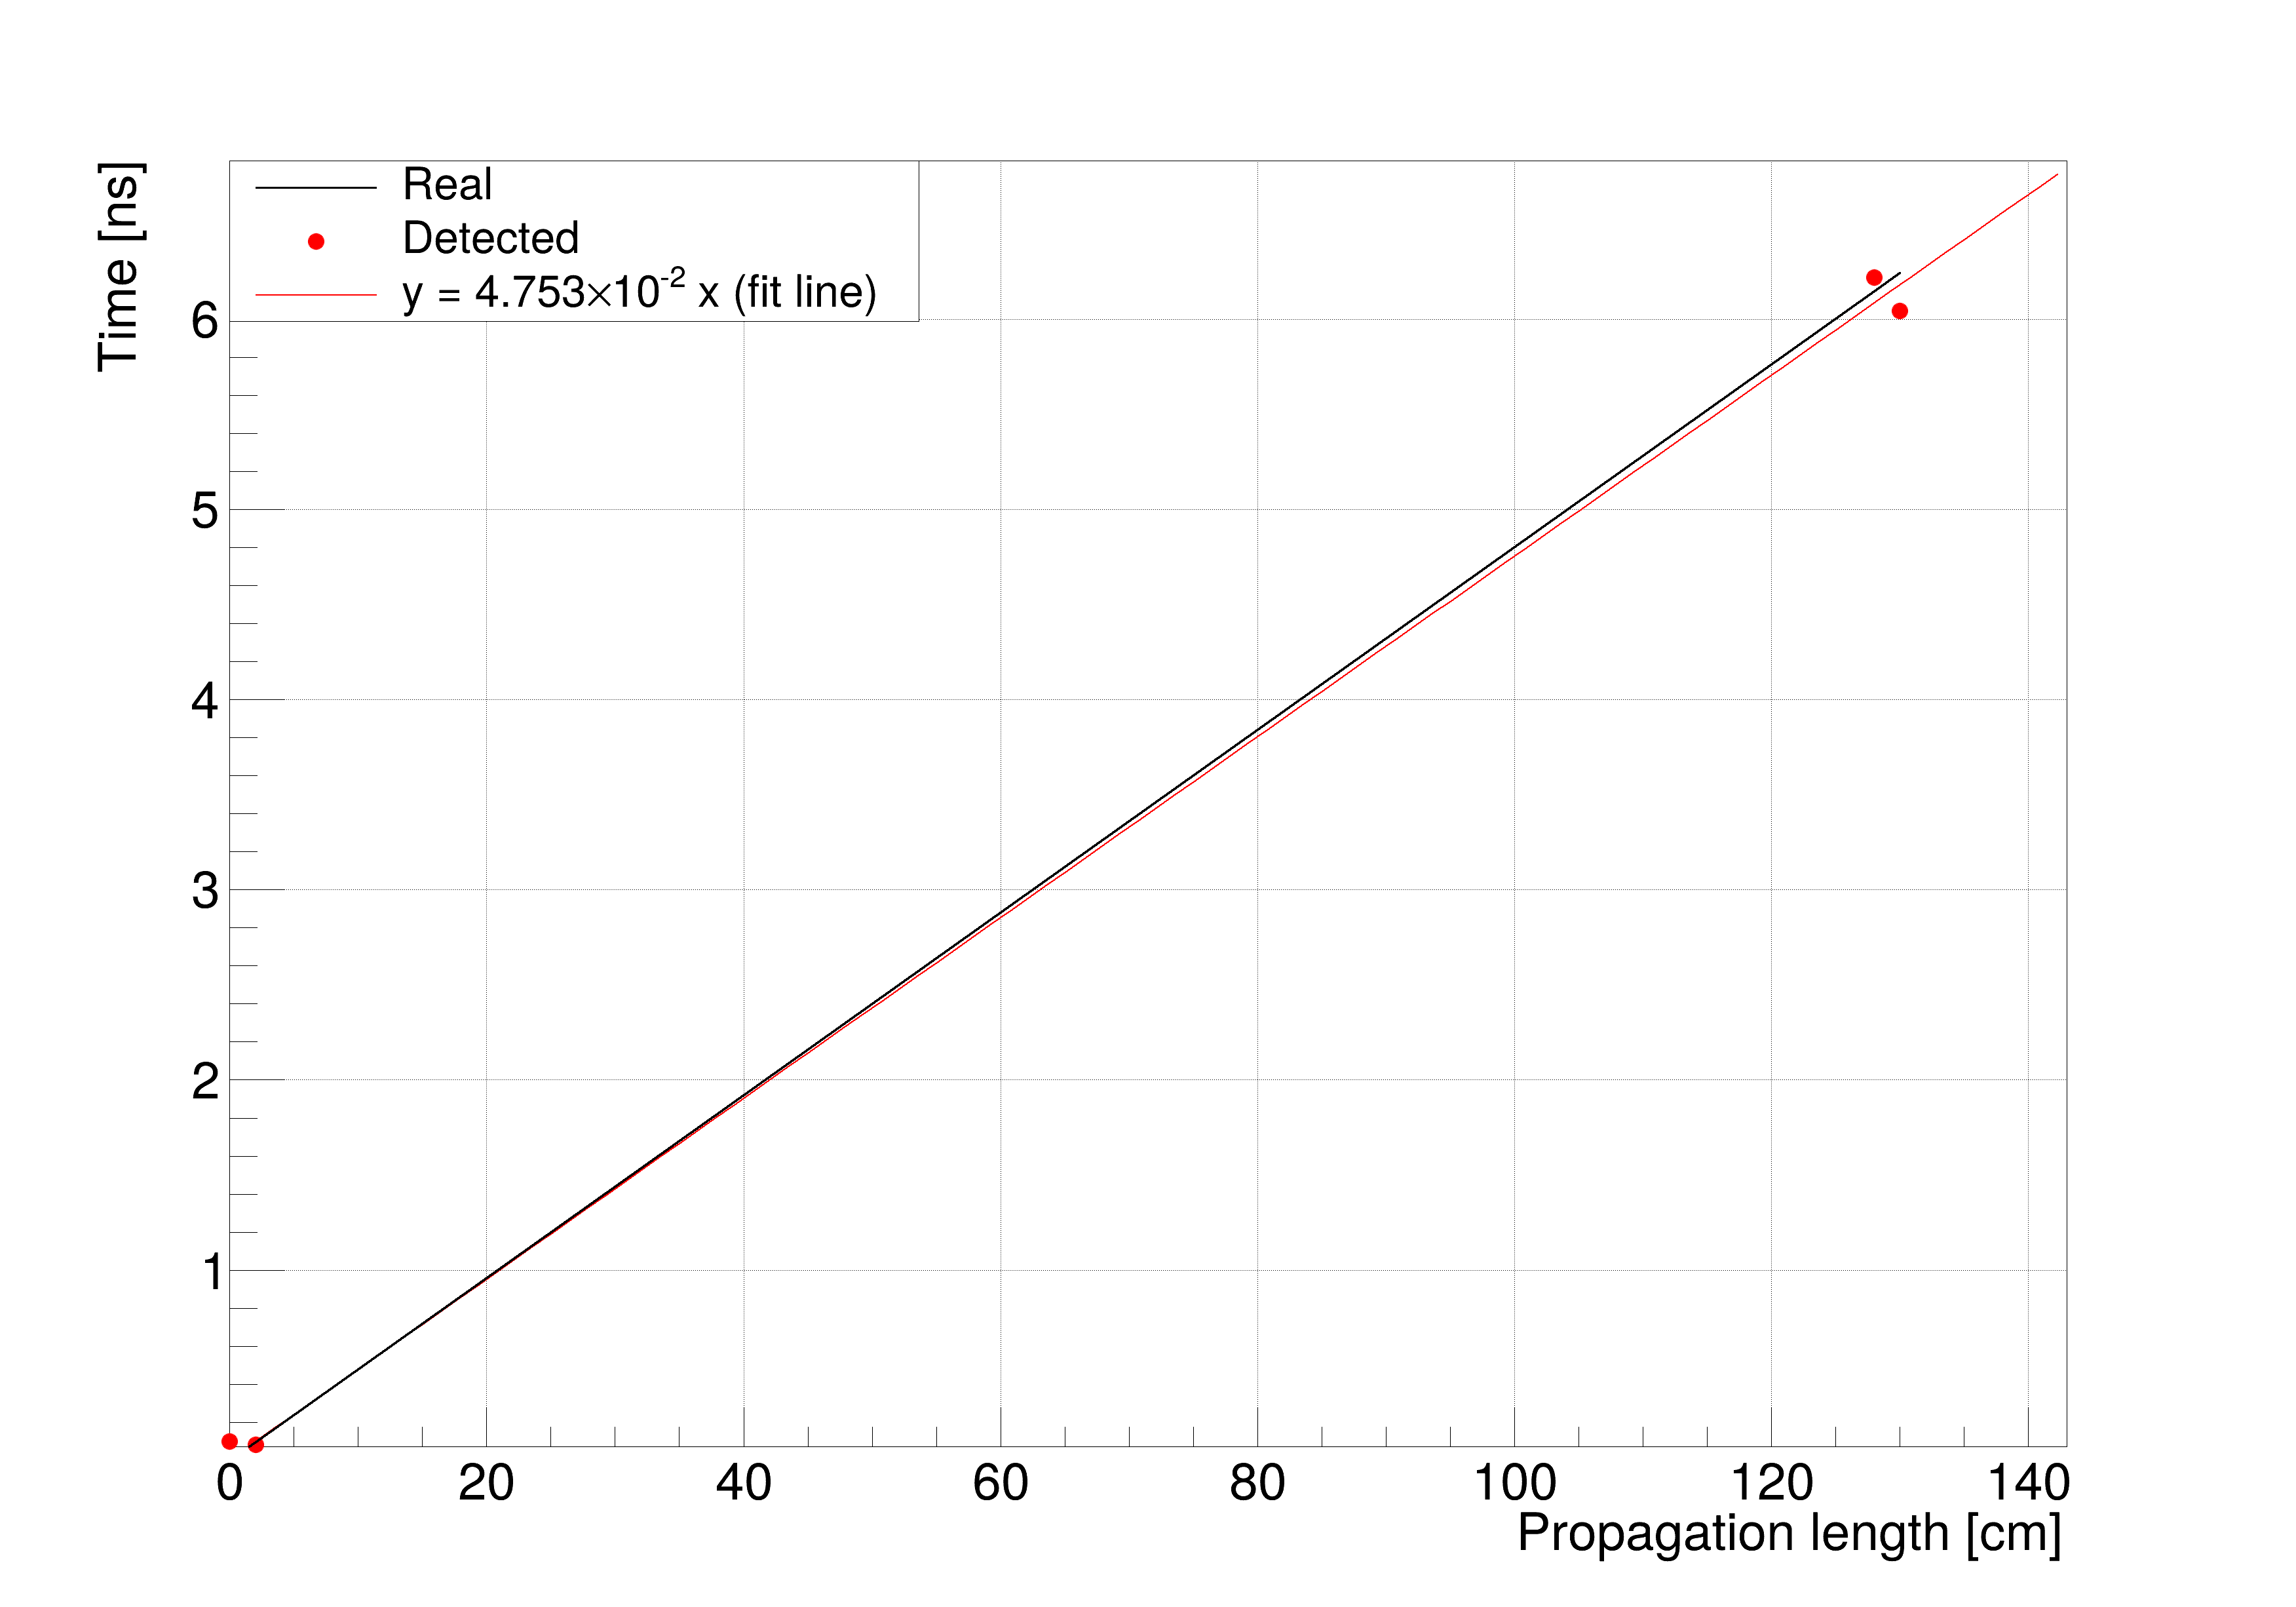 Time [ns]
Real
Detected
y = 4.753×10⁻² x (fit line)
6
5
4
3
2
1
0 20 40 60 80 100 120 140
Propagation length [cm]